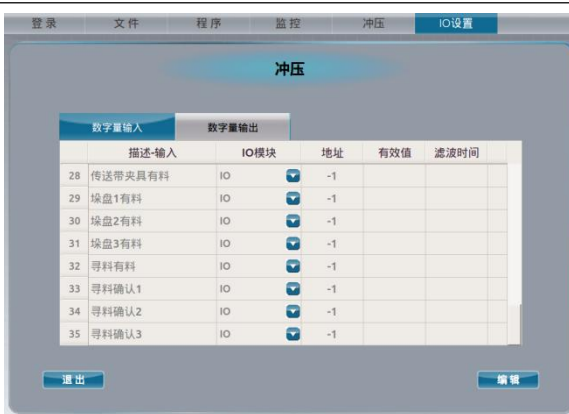 登录 文件 程序 监控 冲压 IO设置
冲压
数字量输入 数字量输出
描述-输入 IO模块 地址 有效值 滤波时间
28 传送带夹具有料 IO -1
29 垛盘1有料 IO -1
30 垛盘2有料 IO -1
31 垛盘3有料 IO -1
32 寻料有料 IO -1
33 寻料确认1 IO -1
34 寻料确认2 IO -1
35 寻料确认3 IO -1
退出 编辑